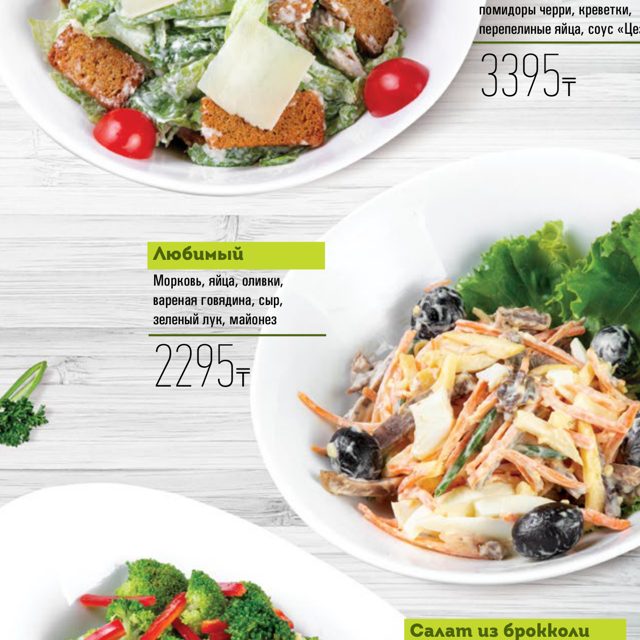 помидоры черри, креветки,
перепелиные яйца, соус «Це
3395₸
Любимый
Морковь, яйца, оливки,
вареная говядина, сыр,
зеленый лук, майонез
2295₸
Салат из брокколи